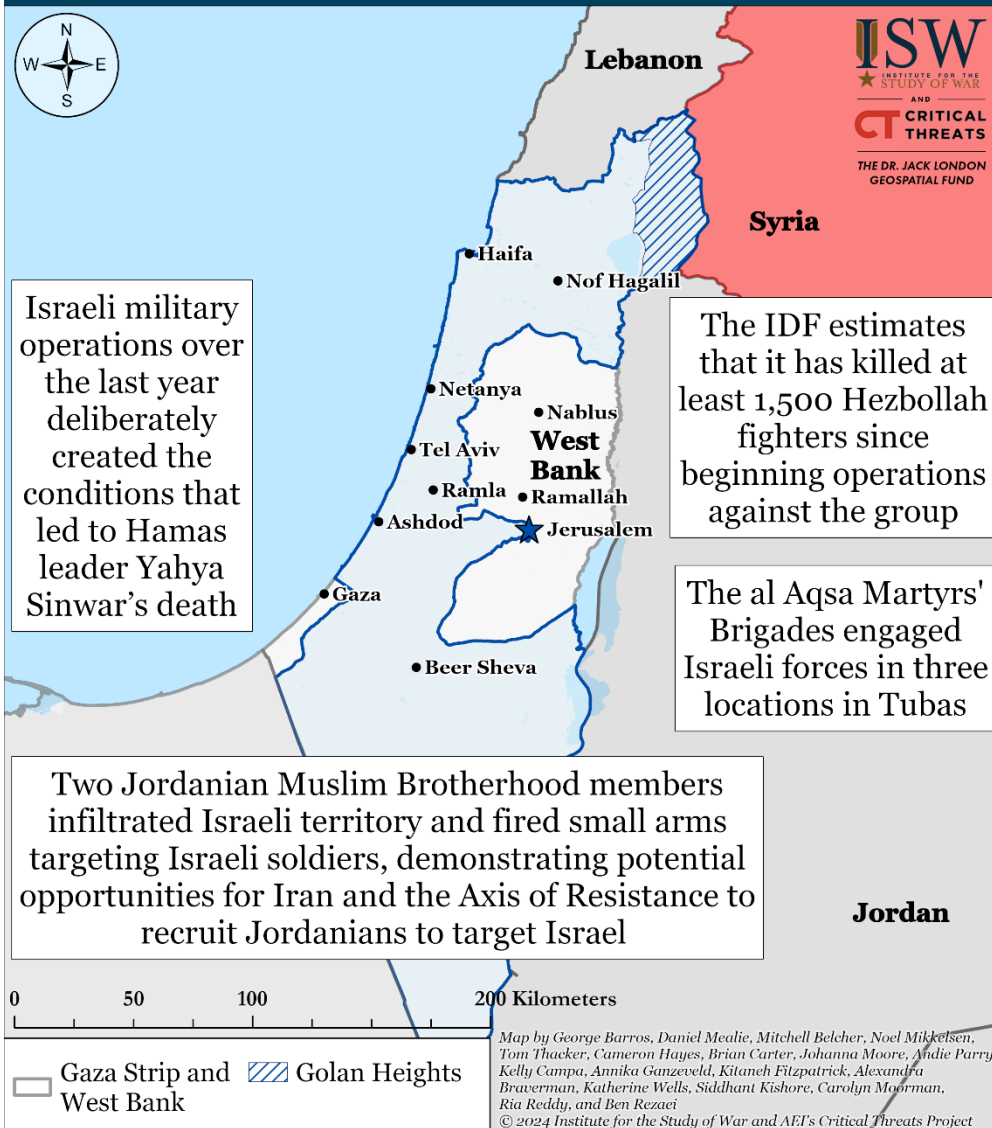 N
W
E
S
Lebanon
ISW
INSTITUTE FOR THE
STUDY OF WAR
AND
CT CRITICAL
THREATS
THE DR. JACK LONDON
GEOSPATIAL FUND
Syria
Haifa
Nof Hagalil
Israeli military
operations over
the last year
deliberately
created the
conditions that
led to Hamas
leader Yahya
Sinwar's death
The IDF estimates
that it has killed at
least 1,500 Hezbollah
fighters since
beginning operations
against the group
Netanya
Nablus
West
Bank
Tel Aviv
Ramla
Ramallah
Ashdod
Jerusalem
Gaza
The al Aqsa Martyrs'
Brigades engaged
Israeli forces in three
locations in Tubas
Beer Sheva
Two Jordanian Muslim Brotherhood members
infiltrated Israeli territory and fired small arms
targeting Israeli soldiers, demonstrating potential
opportunities for Iran and the Axis of Resistance to
recruit Jordanians to target Israel
Jordan
0 50 100 200 Kilometers
Gaza Strip and
West Bank
Golan Heights
Map by George Barros, Daniel Mealie, Mitchell Belcher, Noel Mikkelsen,
Tom Thacker, Cameron Hayes, Brian Carter, Johanna Moore, Andie Parry,
Kelly Campa, Annika Ganzeveld, Kitaneh Fitzpatrick, Alexandra
Braverman, Katherine Wells, Siddhant Kishore, Carolyn Moorman,
Ria Reddy, and Ben Rezaei
© 2024 Institute for the Study of War and AEI's Critical Threats Project